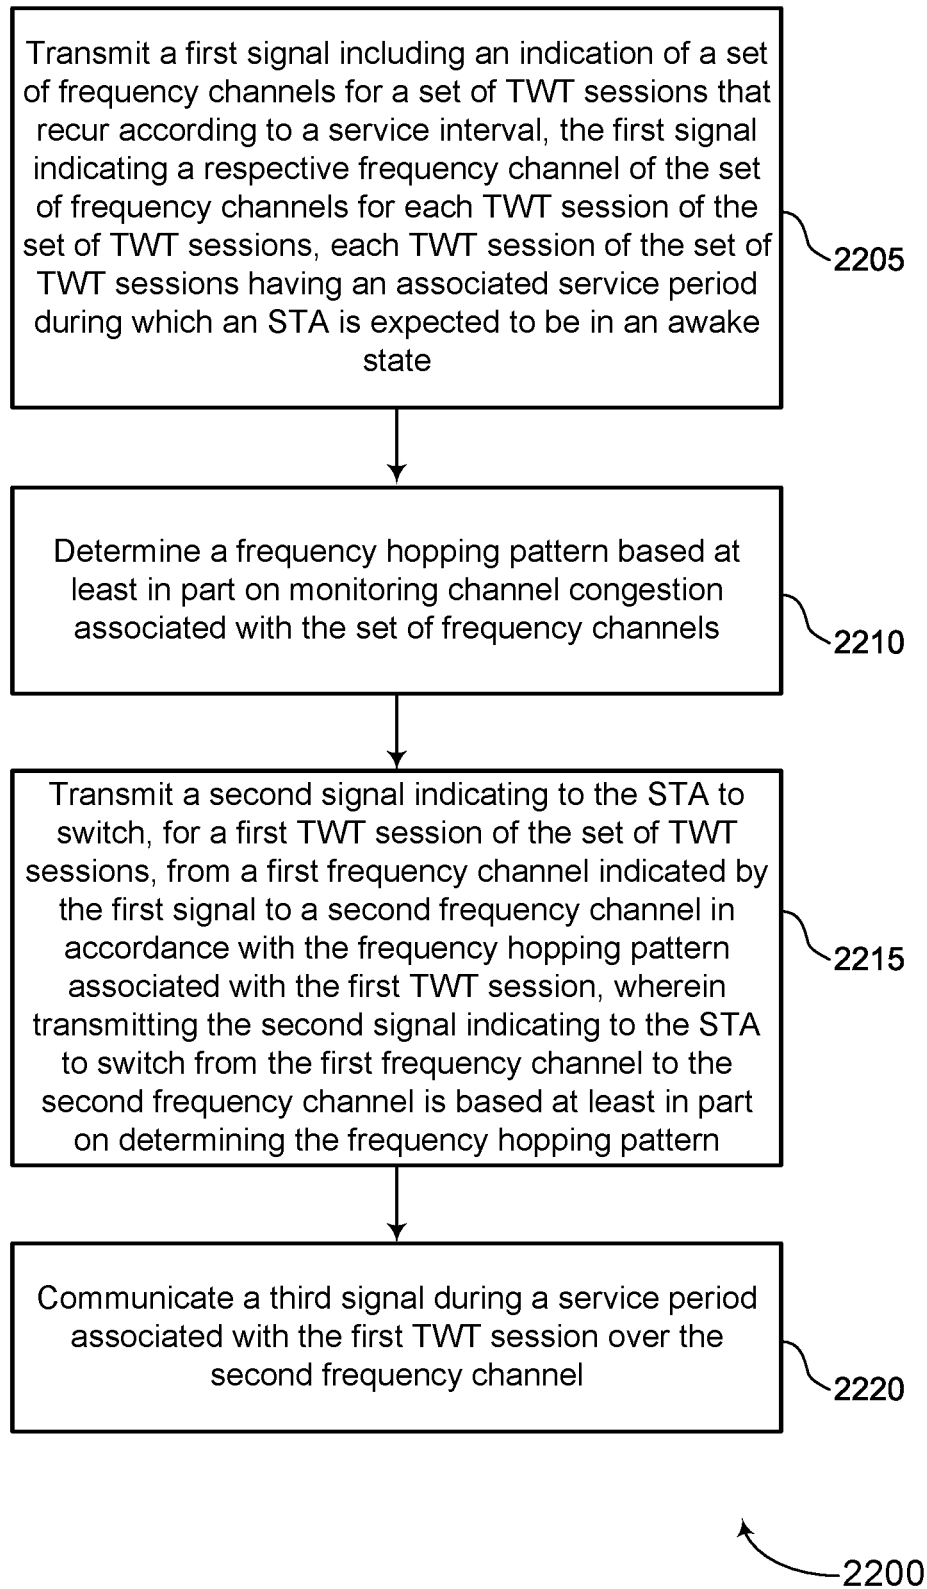 Transmit a first signal including an indication of a set
of frequency channels for a set of TWT sessions that
recur according to a service interval, the first signal
indicating a respective frequency channel of the set
of frequency channels for each TWT session of the
set of TWT sessions, each TWT session of the set of
TWT sessions having an associated service period
during which an STA is expected to be in an awake
state
2205
Determine a frequency hopping pattern based at
least in part on monitoring channel congestion
associated with the set of frequency channels
2210
Transmit a second signal indicating to the STA to
switch, for a first TWT session of the set of TWT
sessions, from a first frequency channel indicated by
the first signal to a second frequency channel in
accordance with the frequency hopping pattern
associated with the first TWT session, wherein
transmitting the second signal indicating to the STA
to switch from the first frequency channel to the
second frequency channel is based at least in part
on determining the frequency hopping pattern
2215
Communicate a third signal during a service period
associated with the first TWT session over the
second frequency channel
2220
2200